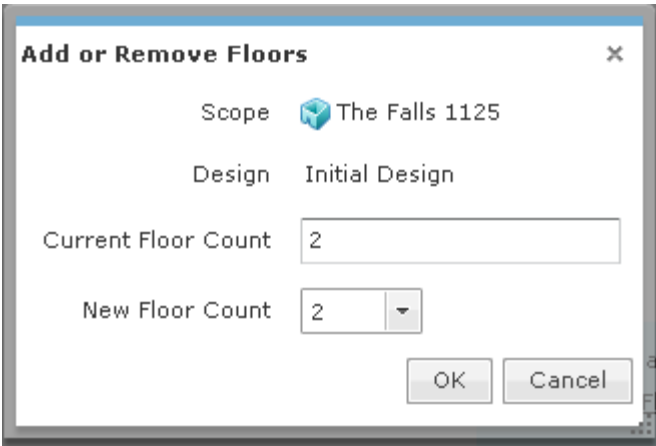 Add or Remove Floors
Scope The Falls 1125
Design Initial Design
Current Floor Count 2
New Floor Count 2
OK Cancel